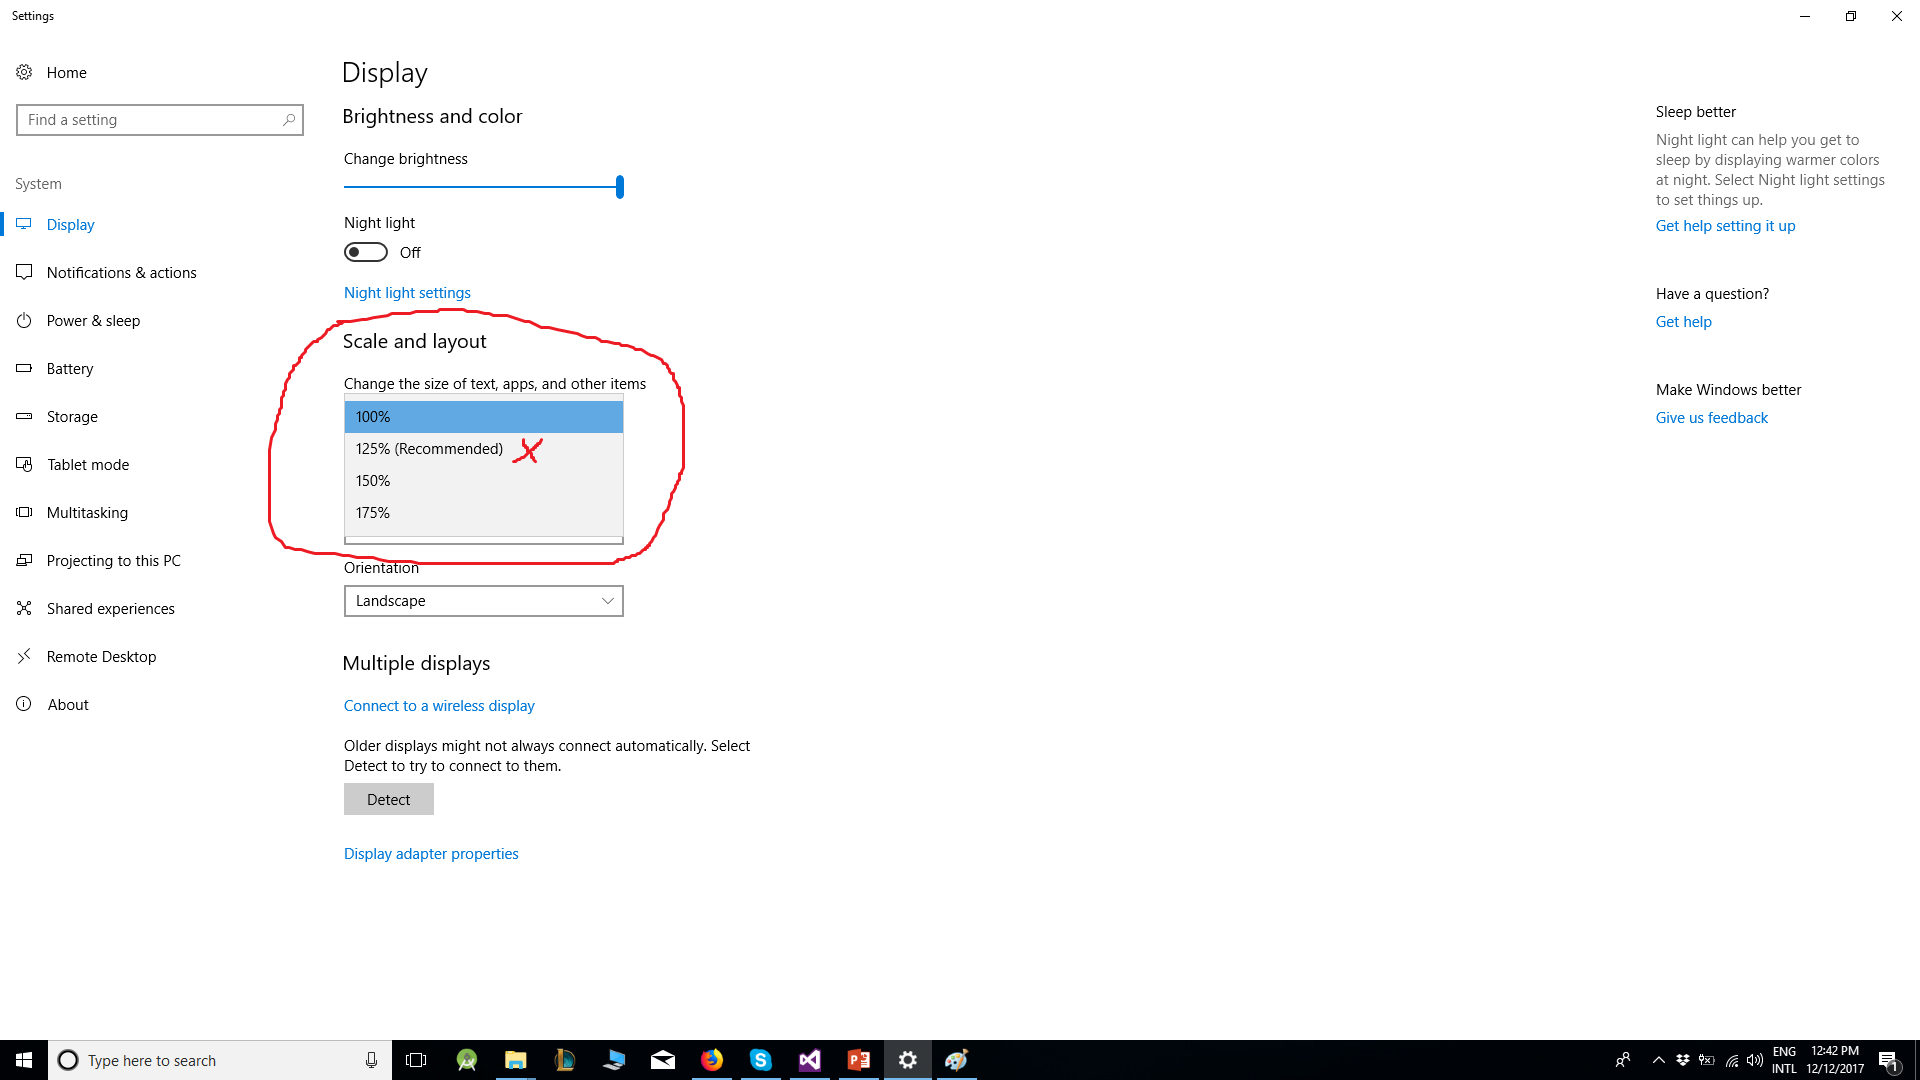 Settings
Home
Find a setting
System
Display
Notifications & actions
Power & sleep
Battery
Storage
Tablet mode
Multitasking
Projecting to this PC
Shared experiences
Remote Desktop
About
Display
Brightness and color
Change brightness
Night light
Off
Night light settings
Scale and layout
Change the size of text, apps, and other items
100%
125% (Recommended)
150%
175%
Orientation
Landscape
Multiple displays
Connect to a wireless display
Older displays might not always connect automatically. Select
Detect to try to connect to them.
Detect
Display adapter properties
Sleep better
Night light can help you get to
sleep by displaying warmer colors
at night. Select Night light settings
to set things up.
Get help setting it up
Have a question?
Get help
Make Windows better
Give us feedback
Type here to search
ENG
INTL
12:42 PM
12/12/2017
1